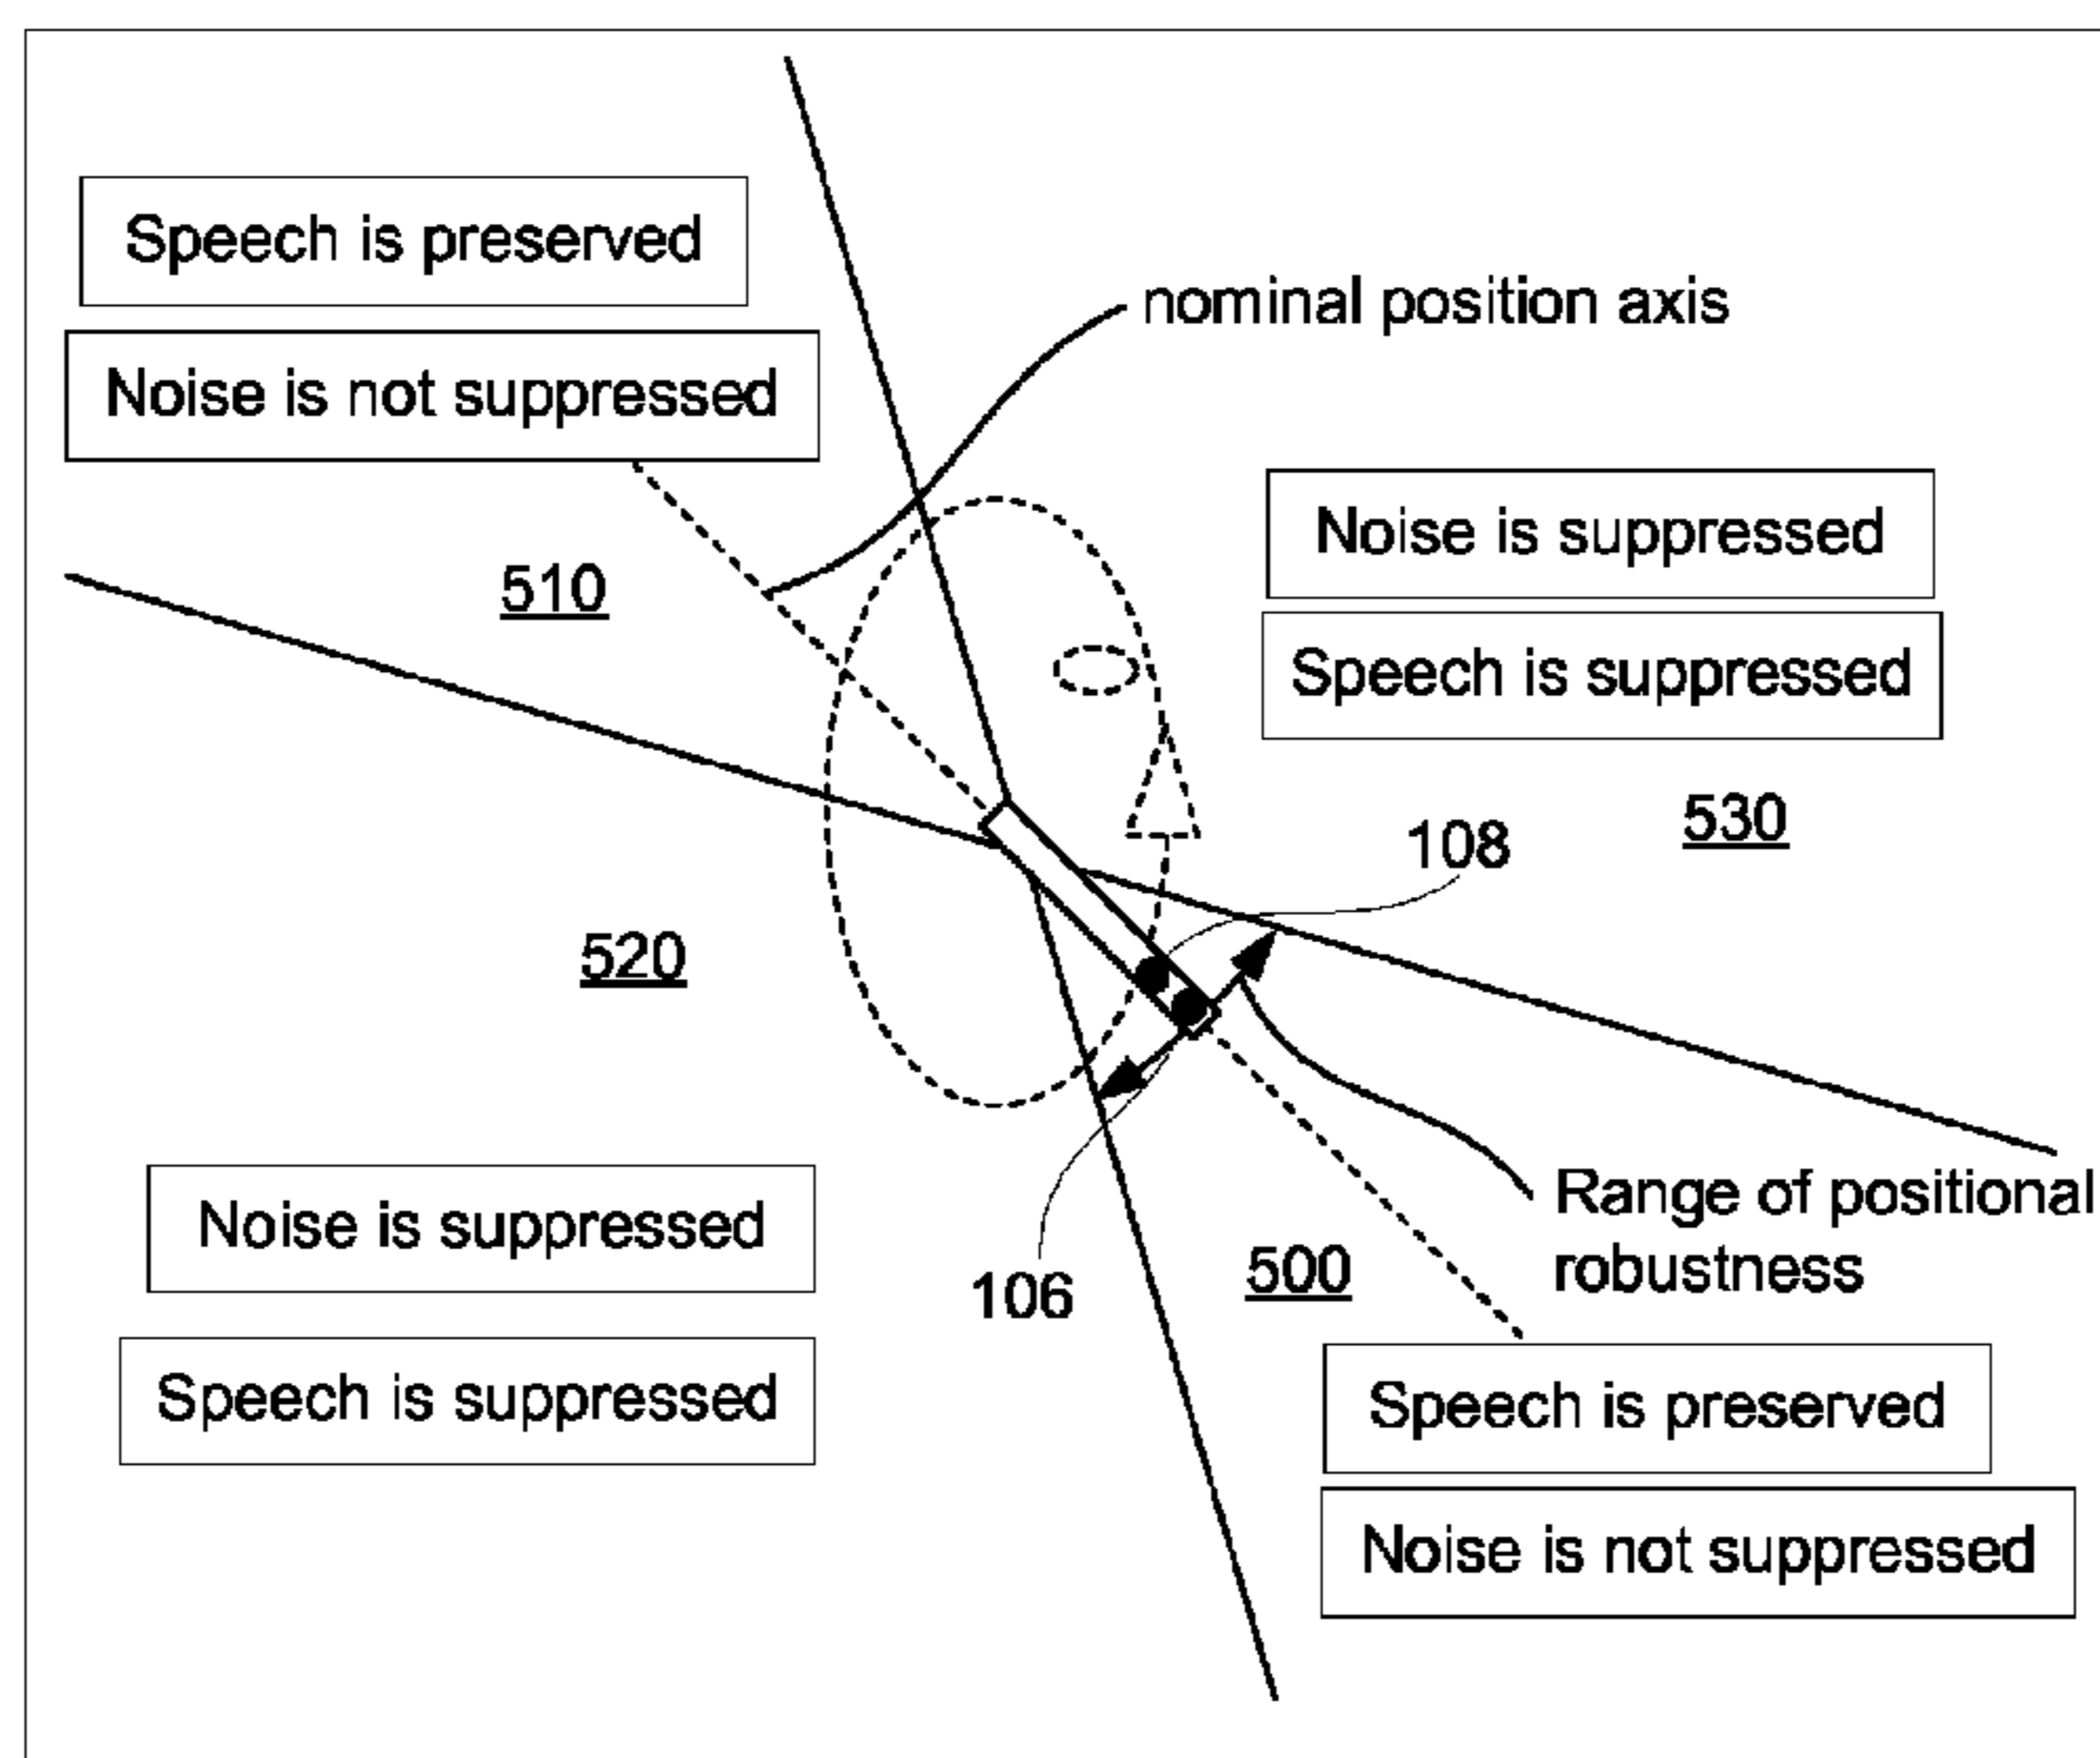 Speech is preserved
Noise is not suppressed
nominal position axis
510
Noise is suppressed
Speech is suppressed
530
108
520
Noise is suppressed
Speech is suppressed
106
500
Range of positional
robustness
Speech is preserved
Noise is not suppressed